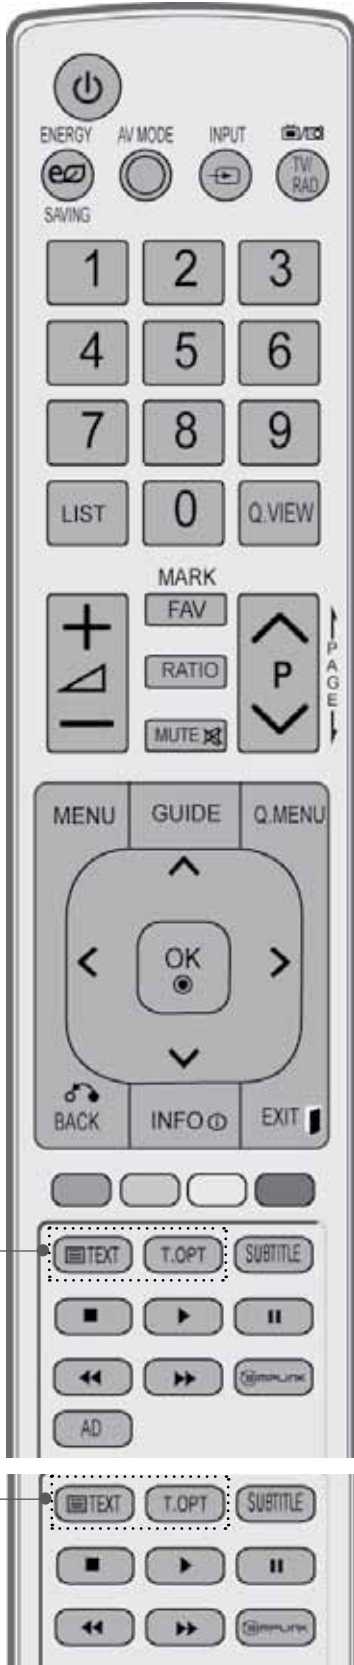 ENERGY AV MODE INPUT
TV/
RAD
SAVING
1 2 3
4 5 6
7 8 9
LIST 0 Q.VIEW
MARK
FAV
RATIO
P
PAGE
MUTE
MENU GUIDE Q.MENU
OK
BACK INFO EXIT
TEXT T.OPT SUBTITLE
SIMPLINK
AD
TEXT T.OPT SUBTITLE
SIMPLINK